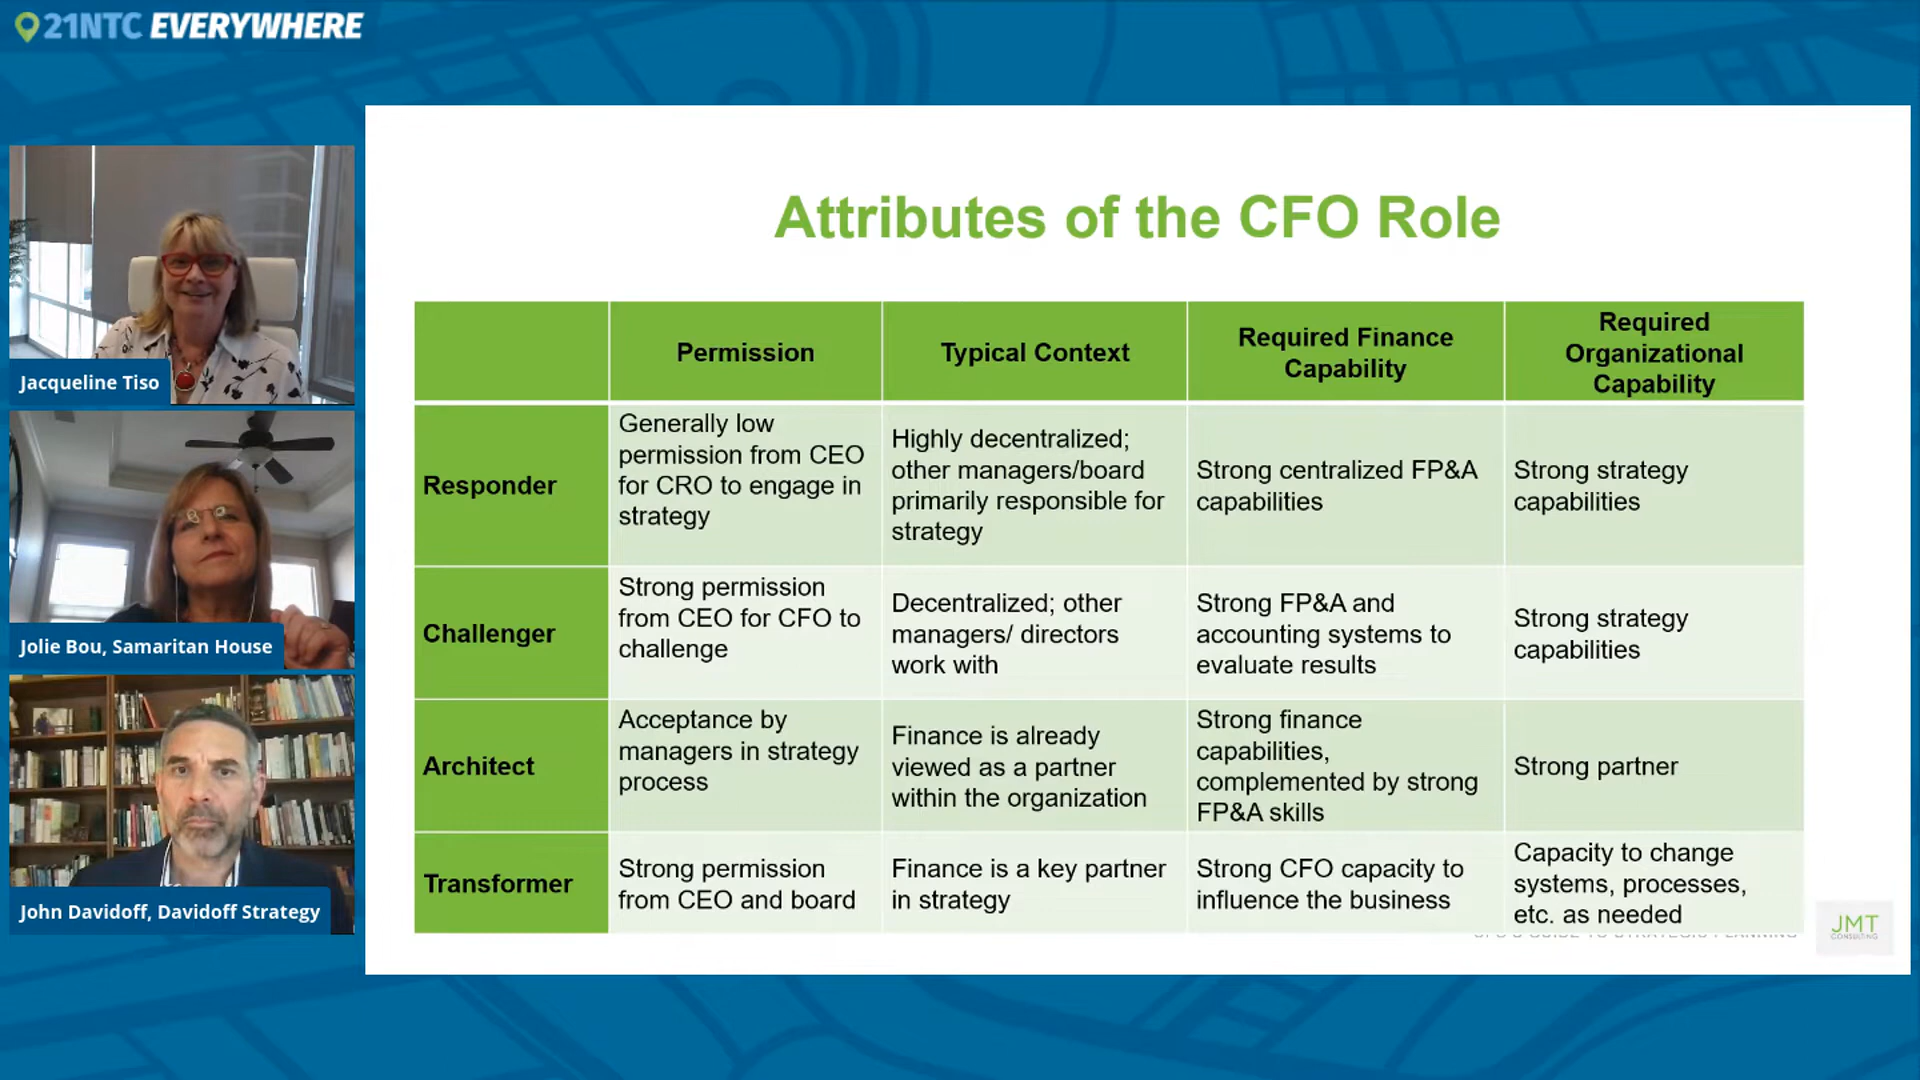 21NTC EVERYWHERE
Jacqueline Tiso
Jolie Bou, Samaritan House
John Davidoff, Davidoff Strategy
Attributes of the CFO Role
Permission
Typical Context
Required Finance
Capability
Required
Organizational
Capability
Responder
Generally low
permission from CEO
for CRO to engage in
strategy
Highly decentralized;
other managers/board
primarily responsible for
strategy
Strong centralized FP&A
capabilities
Strong strategy
capabilities
Challenger
Strong permission
from CEO for CFO to
challenge
Decentralized; other
managers/ directors
work with
Strong FP&A and
accounting systems to
evaluate results
Strong strategy
capabilities
Architect
Acceptance by
managers in strategy
process
Finance is already
viewed as a partner
within the organization
Strong finance
capabilities,
complemented by strong
FP&A skills
Strong partner
Transformer
Strong permission
from CEO and board
Finance is a key partner
in strategy
Strong CFO capacity to
influence the business
Capacity to change
systems, processes,
etc. as needed
JMT
CONSULTING